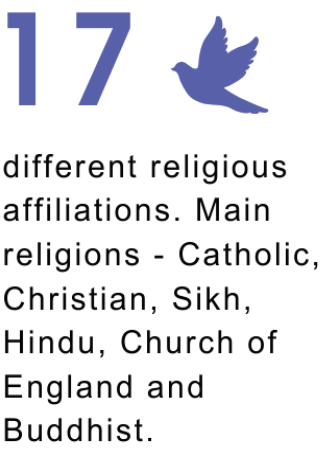 17
different religious
affiliations. Main
religions - Catholic,
Christian, Sikh,
Hindu, Church of
England and
Buddhist.